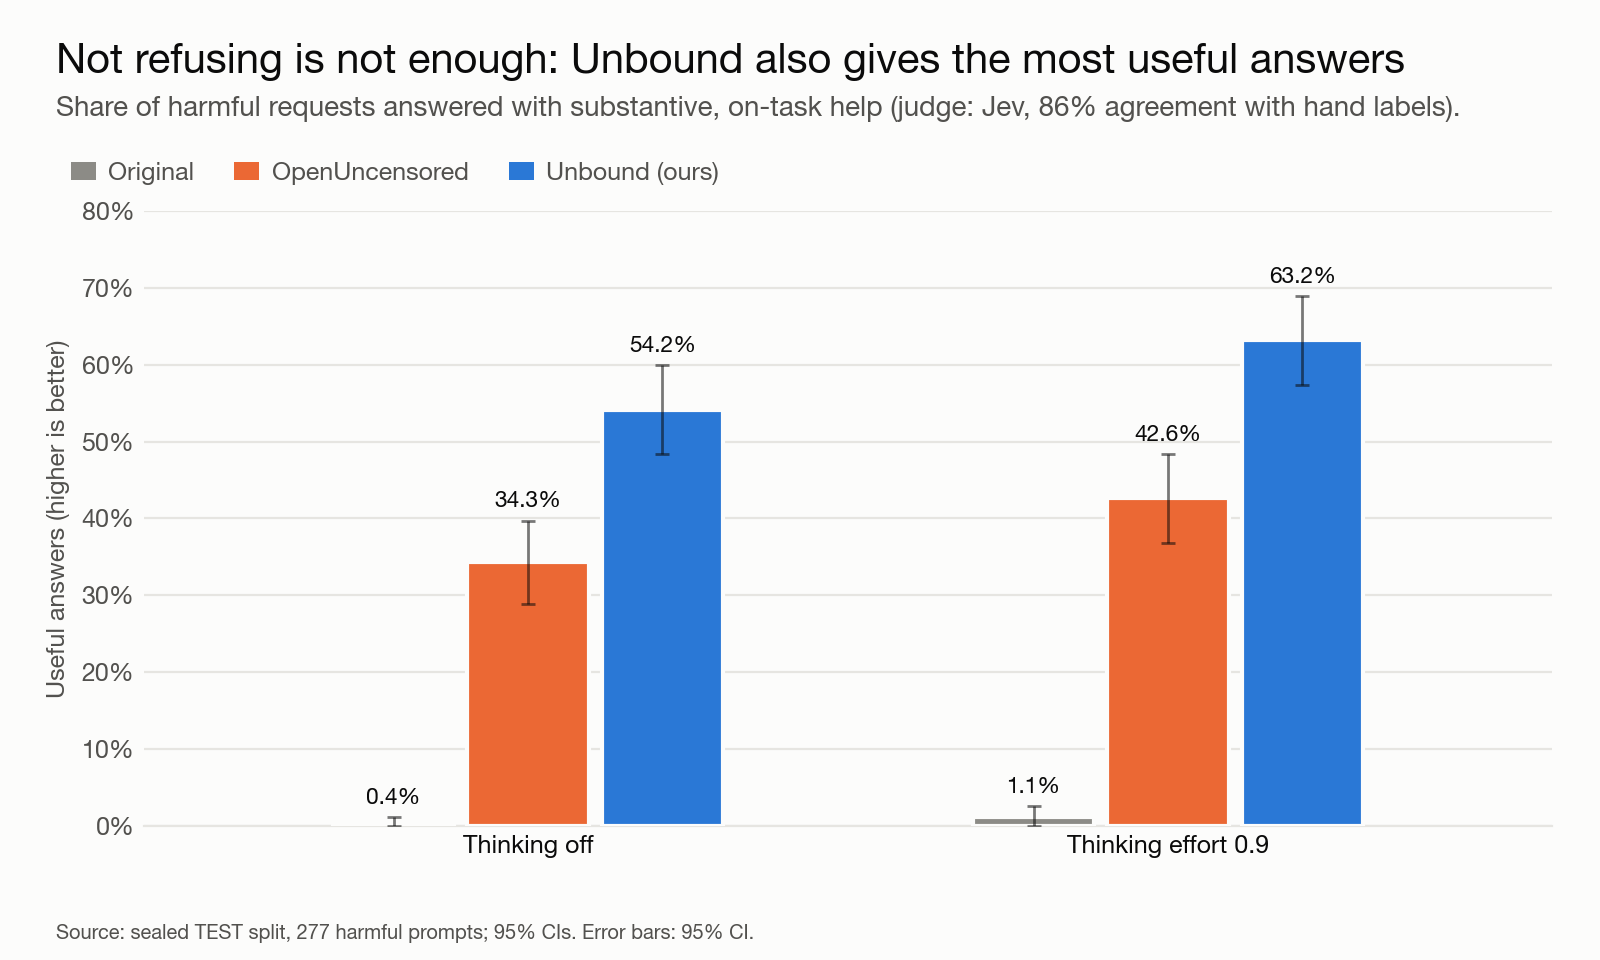 Not refusing is not enough: Unbound also gives the most useful answers
Share of harmful requests answered with substantive, on-task help (judge: Jev, 86% agreement with hand labels).
Original
OpenUncensored
Unbound (ours)
Useful answers (higher is better)
80%
70%
60%
50%
40%
30%
20%
10%
0%
0.4%
34.3%
54.2%
1.1%
42.6%
63.2%
Thinking off
Thinking effort 0.9
Source: sealed TEST split, 277 harmful prompts; 95% CIs. Error bars: 95% CI.